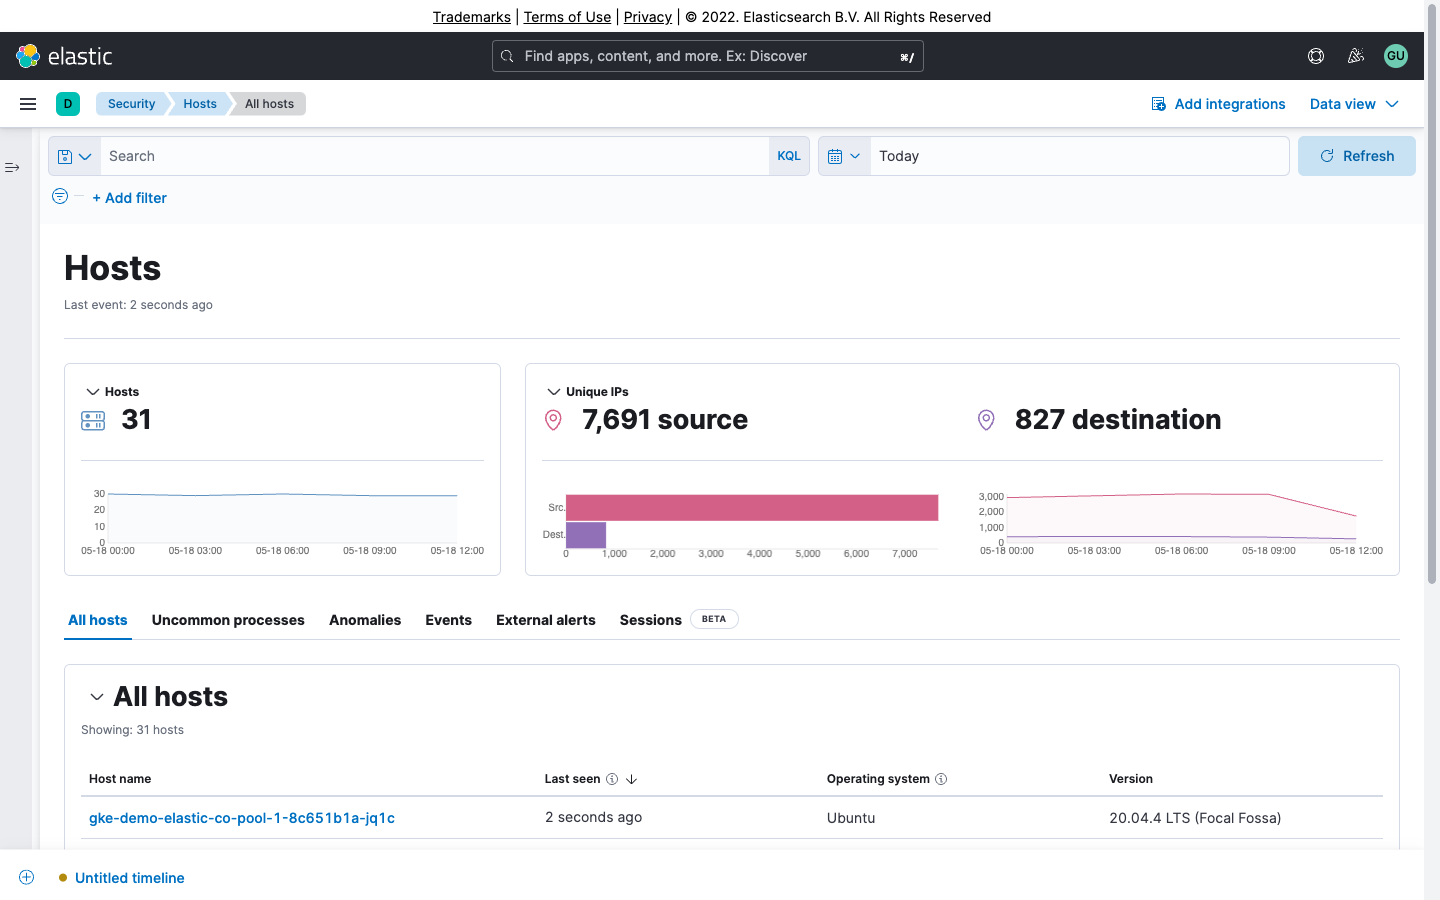 Trademarks | Terms of Use | Privacy | © 2022. Elasticsearch B.V. All Rights Reserved
elastic
Find apps, content, and more. Ex: Discover
⌘/
GU
D
Security
Hosts
All hosts
Add integrations
Data view
Search
KQL
Today
Refresh
+ Add filter
Hosts
Last event: 2 seconds ago
Hosts
31
30
20
10
0
05-18 00:00
05-18 03:00
05-18 06:00
05-18 09:00
05-18 12:00
Unique IPs
7,691 source
827 destination
Src.
Dest.
0
1,000
2,000
3,000
4,000
5,000
6,000
7,000
3,000
2,000
1,000
0
05-18 00:00
05-18 03:00
05-18 06:00
05-18 09:00
05-18 12:00
All hosts
Uncommon processes
Anomalies
Events
External alerts
Sessions
BETA
All hosts
Showing: 31 hosts
Host name
Last seen
Operating system
Version
gke-demo-elastic-co-pool-1-8c651b1a-jq1c
2 seconds ago
Ubuntu
20.04.4 LTS (Focal Fossa)
Untitled timeline